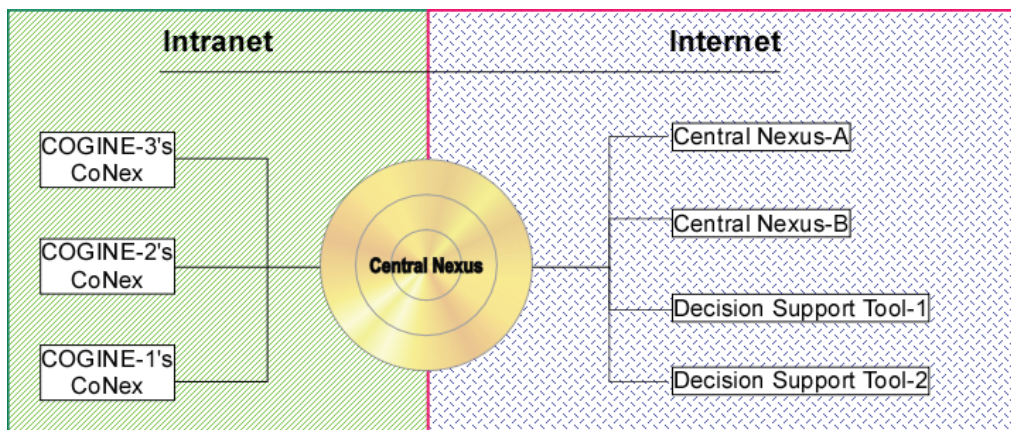 Intranet
Internet
COGINE-3's
CoNex
COGINE-2's
CoNex
COGINE-1's
CoNex
Central Nexus
Central Nexus-A
Central Nexus-B
Decision Support Tool-1
Decision Support Tool-2